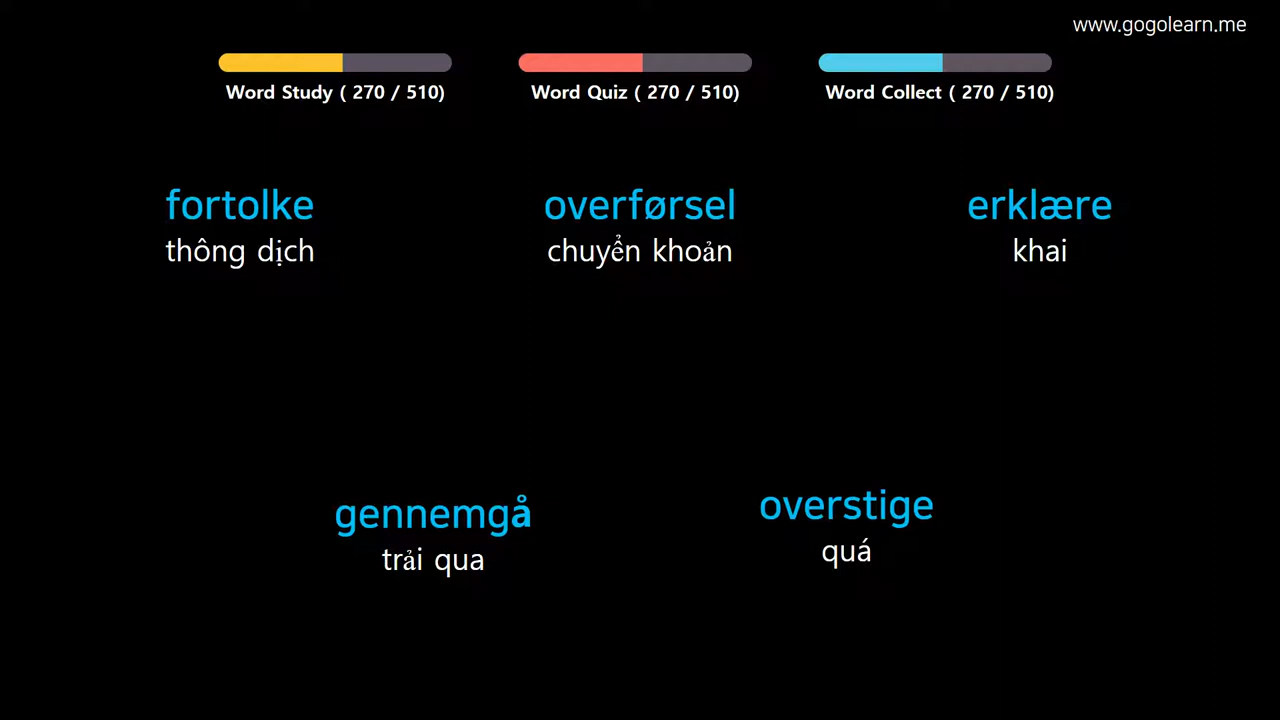 www.gogolearn.me
Word Study ( 270 / 510)
Word Quiz ( 270 / 510)
Word Collect ( 270 / 510)
fortolke
thông dịch
overførsel
chuyển khoản
erklære
khai
gennemgå
trải qua
overstige
quá